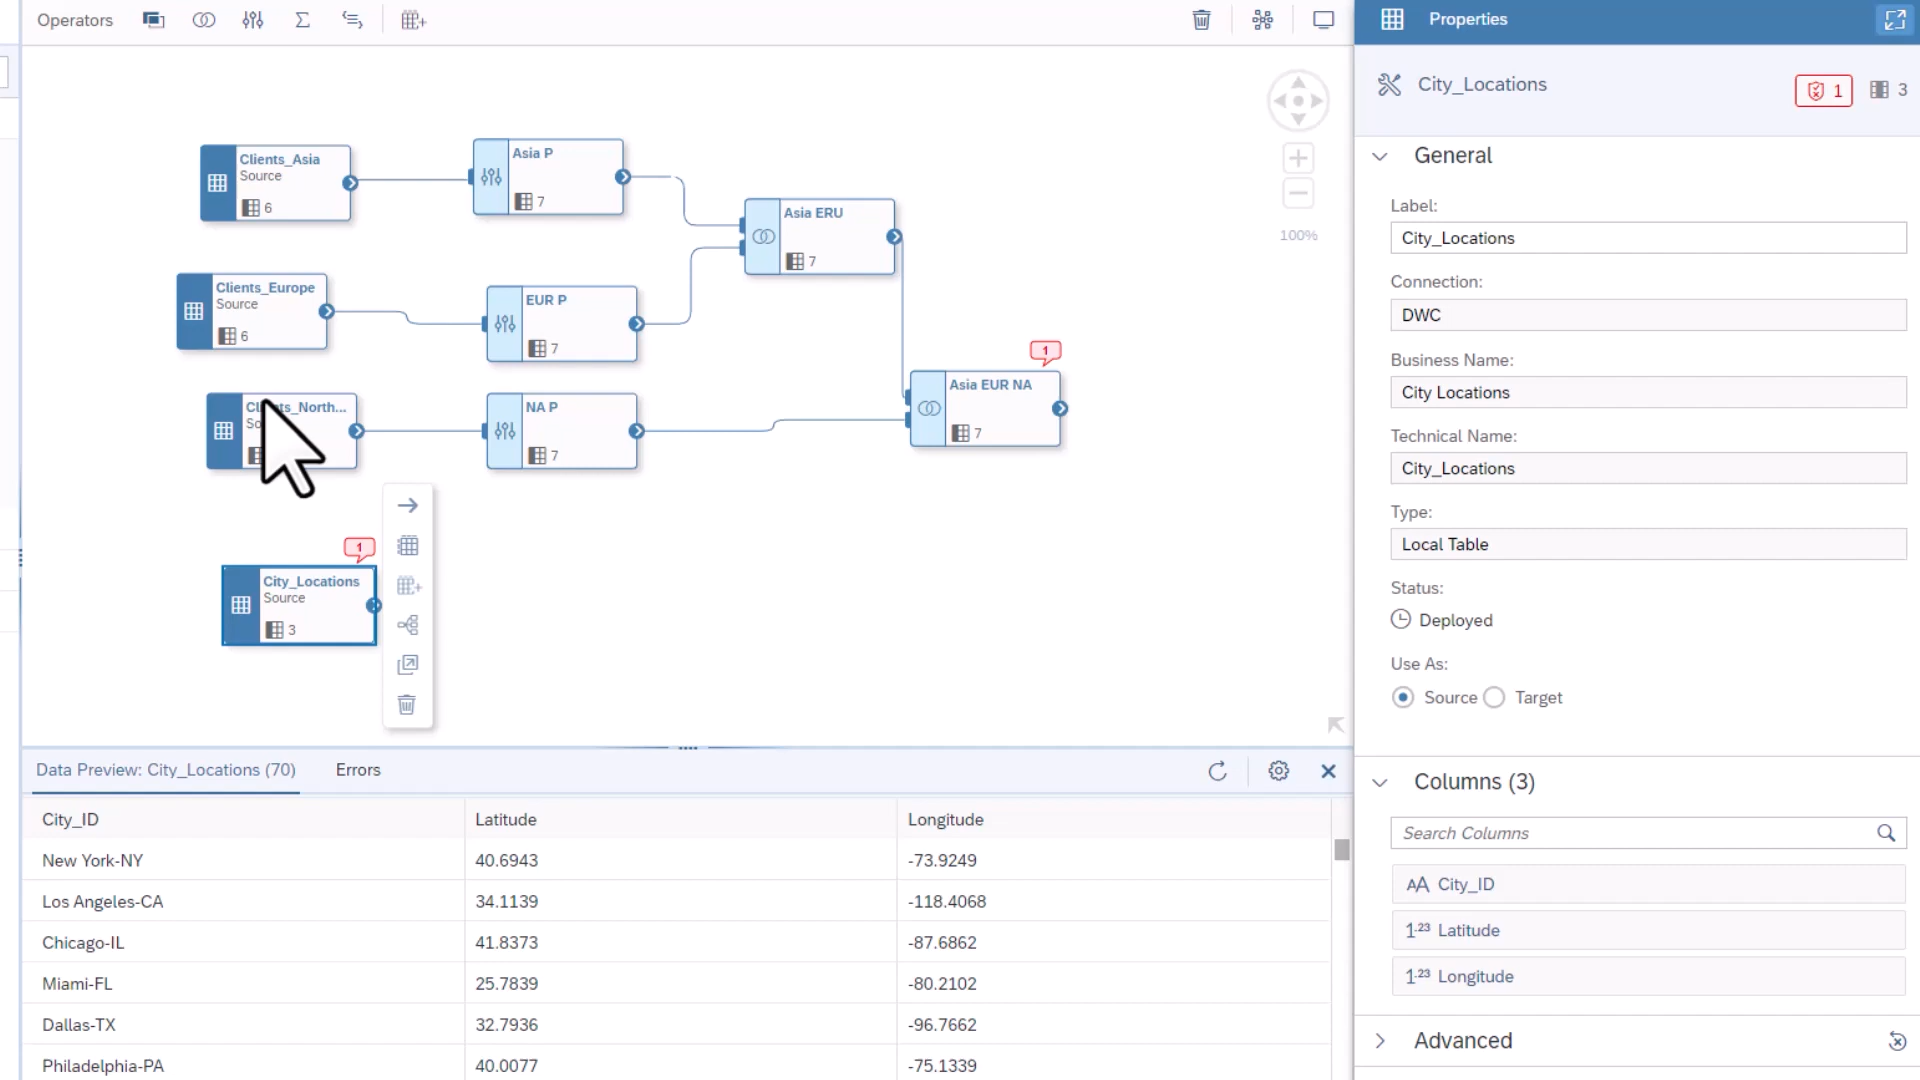 Operators
Properties
City_Locations
1
3
General
Label:
City_Locations
Connection:
DWC
Business Name:
City Locations
Technical Name:
City_Locations
Type:
Local Table
Status:
Deployed
Use As:
Source
Target
Columns (3)
Search Columns
City_ID
Latitude
Longitude
Advanced
Clients_Asia
Source
6
Asia P
7
Asia ERU
7
100%
Clients_Europe
Source
6
EUR P
7
NA P
7
1
Asia EUR NA
7
1
City_Locations
Source
3
Data Preview: City_Locations (70)
Errors
City_ID Latitude Longitude
New York-NY 40.6943 -73.9249
Los Angeles-CA 34.1139 -118.4068
Chicago-IL 41.8373 -87.6862
Miami-FL 25.7839 -80.2102
Dallas-TX 32.7936 -96.7662
Philadelphia-PA 40.0077 -75.1339